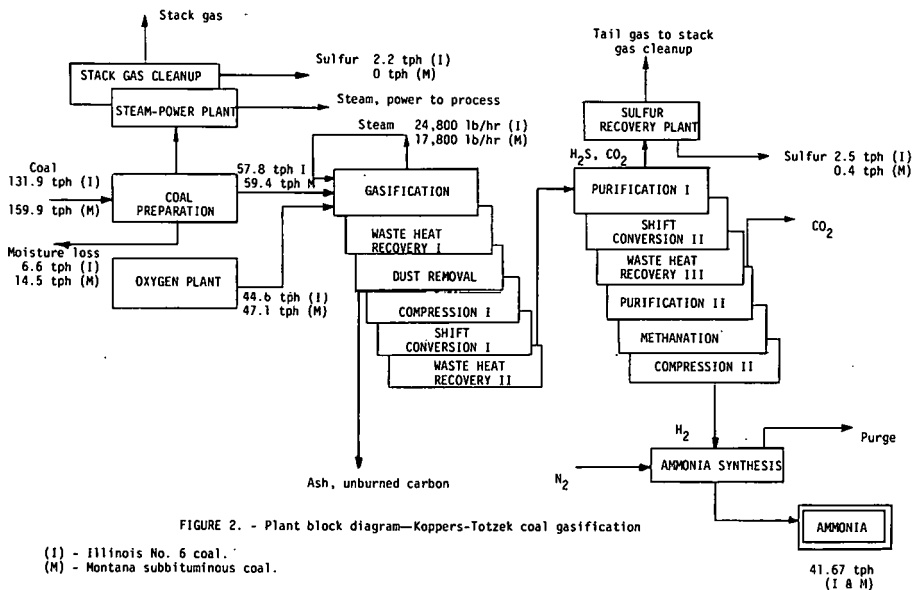 Stack gas
STACK GAS CLEANUP
Sulfur 2.2 tph (I)
0 tph (M)
STEAM-POWER PLANT
Steam, power to process
Steam 24,800 lb/hr (I)
17,800 lb/hr (M)
Coal
131.9 tph (I)
159.9 tph (M)
COAL
PREPARATION
57.8 tph I
59.4 tph M
Moisture loss
6.6 tph (I)
14.5 tph (M)
OXYGEN PLANT
44.6 tph (I)
47.1 tph (M)
GASIFICATION
WASTE HEAT
RECOVERY I
DUST REMOVAL
COMPRESSION I
SHIFT
CONVERSION I
WASTE HEAT
RECOVERY II
Ash, unburned carbon
Tail gas to stack
gas cleanup
SULFUR
RECOVERY PLANT
H2S, CO2
Sulfur 2.5 tph (I)
0.4 tph (M)
PURIFICATION I
SHIFT
CONVERSION II
CO2
WASTE HEAT
RECOVERY III
PURIFICATION II
METHANATION
COMPRESSION II
H2
Purge
N2
AMMONIA SYNTHESIS
AMMONIA
41.67 tph
(I & M)
FIGURE 2. - Plant block diagram—Koppers-Totzek coal gasification
(I) - Illinois No. 6 coal.
(M) - Montana subbituminous coal.